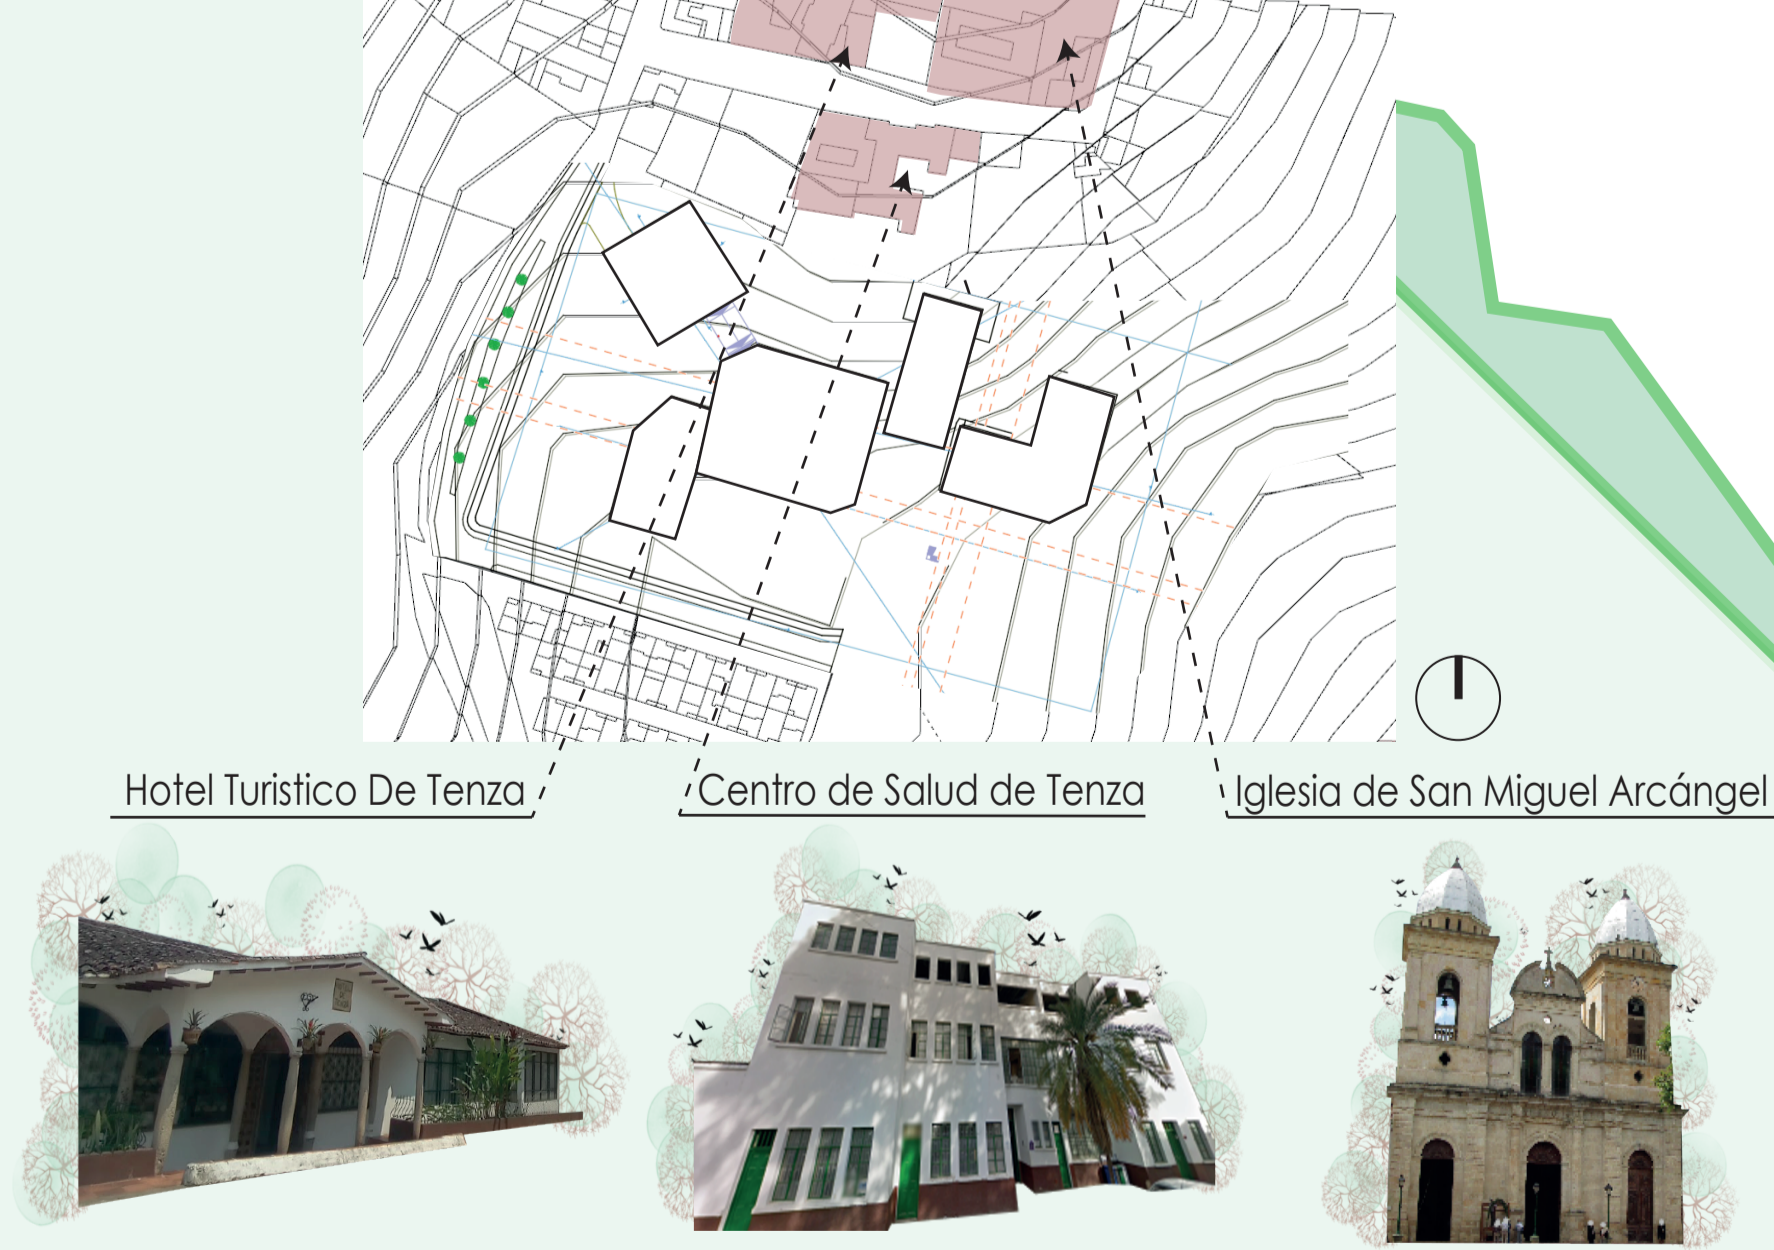 Hotel Turistico De Tenza
Centro de Salud de Tenza
Iglesia de San Miguel Arcángel